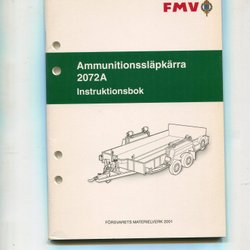 FMV
Ammunitionssläpkärra
2072A
Instruktionsbok
FÖRSVARETS MATERIELVERK 2001